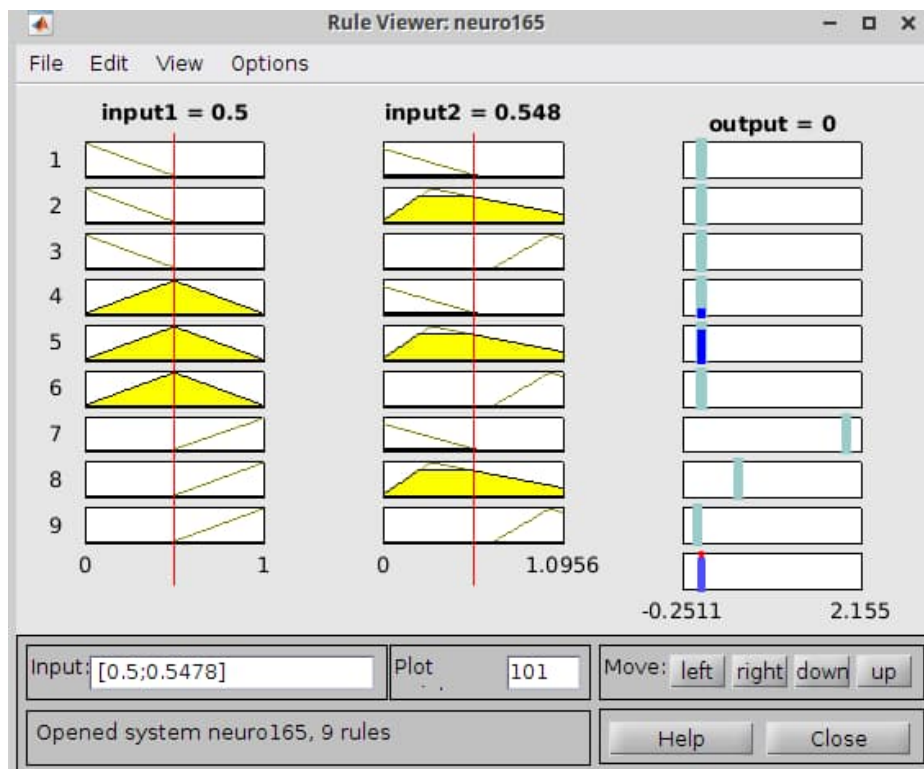 Rule Viewer: neuro165
File Edit View Options
input1 = 0.5 input2 = 0.548 output = 0
1
2
3
4
5
6
7
8
9
0 1 0 1.0956
-0.2511 2.155
Input: [0.5;0.5478] Plot 101 Move: left right down up
Opened system neuro165, 9 rules Help Close